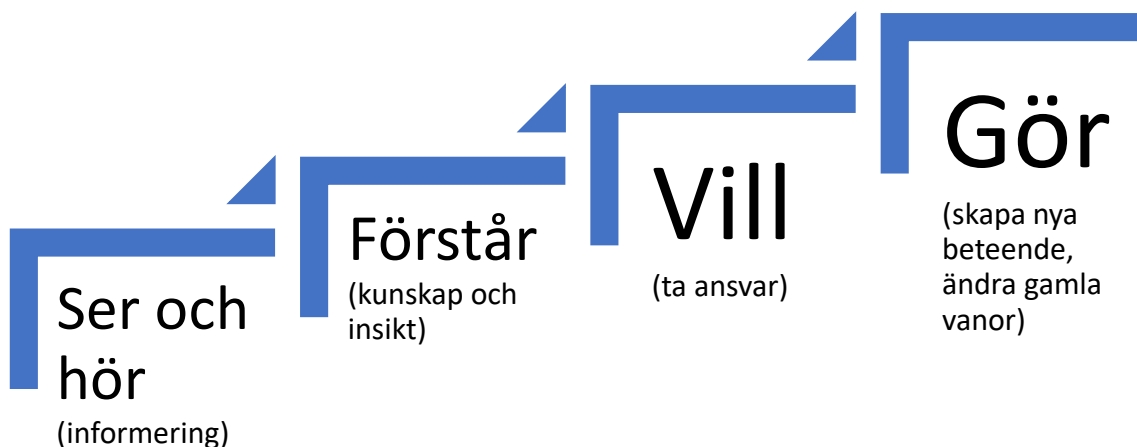 Ser och
hör
(informering)
Förstår
(kunskap och
insikt)
Vill
(ta ansvar)
Gör
(skapa nya
beteende,
ändra gamla
vanor)